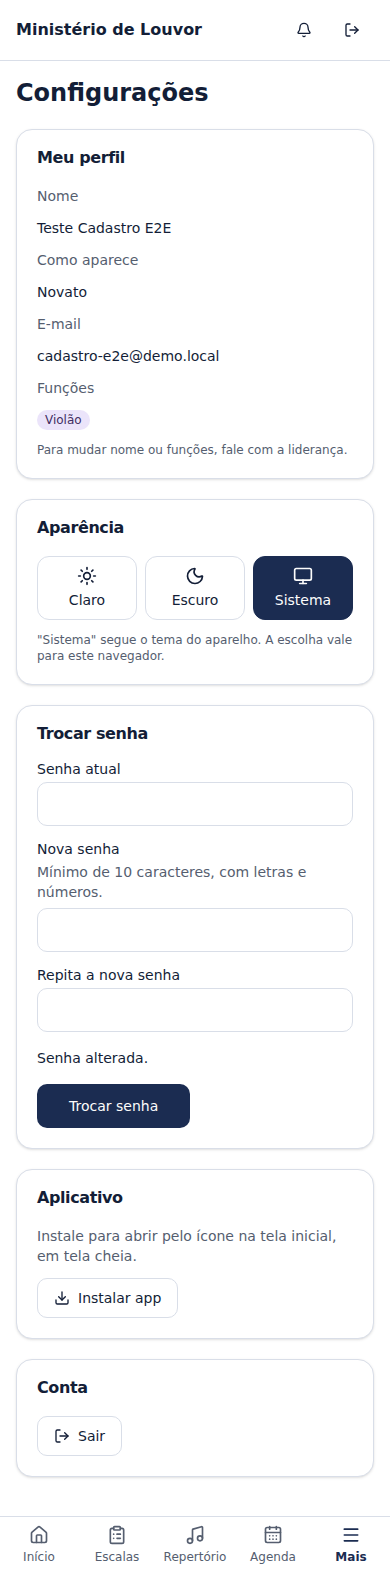 Ministério de Louvor
Configurações
Meu perfil
Nome
Teste Cadastro E2E
Como aparece
Novato
E-mail
cadastro-e2e@demo.local
Funções
Violão
Para mudar nome ou funções, fale com a liderança.
Aparência
Claro
Escuro
Sistema
"Sistema" segue o tema do aparelho. A escolha vale
para este navegador.
Trocar senha
Senha atual
Nova senha
Mínimo de 10 caracteres, com letras e
números.
Repita a nova senha
Senha alterada.
Trocar senha
Aplicativo
Instale para abrir pelo ícone na tela inicial,
em tela cheia.
Instalar app
Conta
Sair
Início
Escalas
Repertório
Agenda
Mais